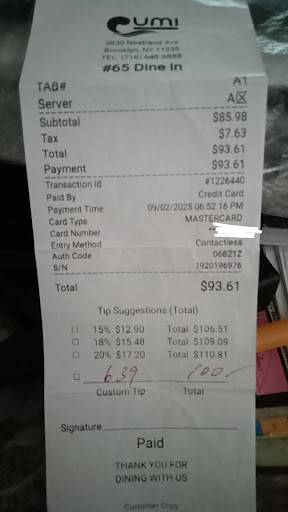 umi
3839 Nostrand Ave
Brooklyn, NY 11235
TEL: (718) 646-8888
#65 Dine In
TAB# A1
Server A
Subtotal $85.98
Tax $7.63
Total $93.61
Payment $93.61
Transaction Id #1226440
Paid By Credit Card
Payment Time 09/02/2025 06:52:16 PM
Card Type MASTERCARD
Card Number
Entry Method Contactless
Auth Code 06821Z
S/N 1920196976
Total $93.61
Tip Suggestions (Total)
15% $12.90 Total: $106.51
18% $15.48 Total: $109.09
20% $17.20 Total: $110.81
6.39 100-
Custom Tip Total
Signature
Paid
THANK YOU FOR
DINING WITH US
Customer Copy